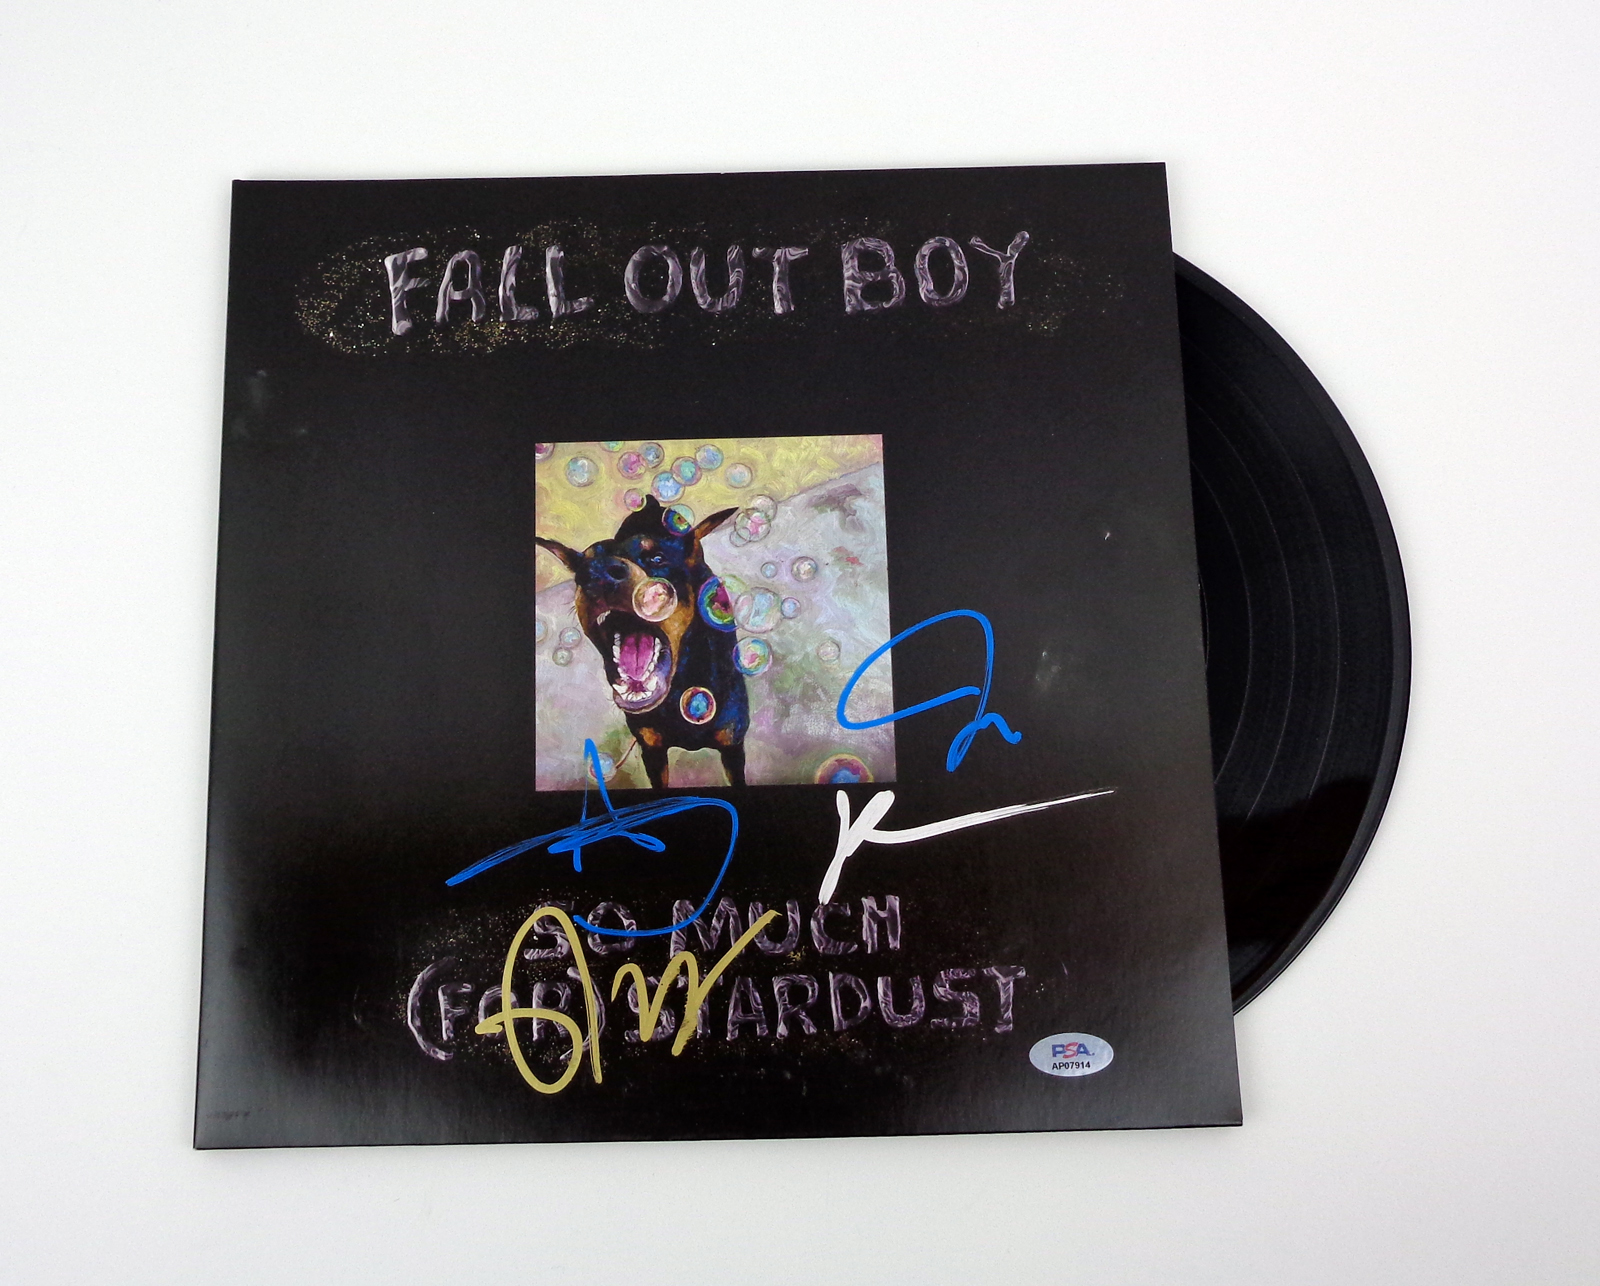 FALL OUT BOY
SO MUCH
(FOR) STARDUST
PSA
AP07914